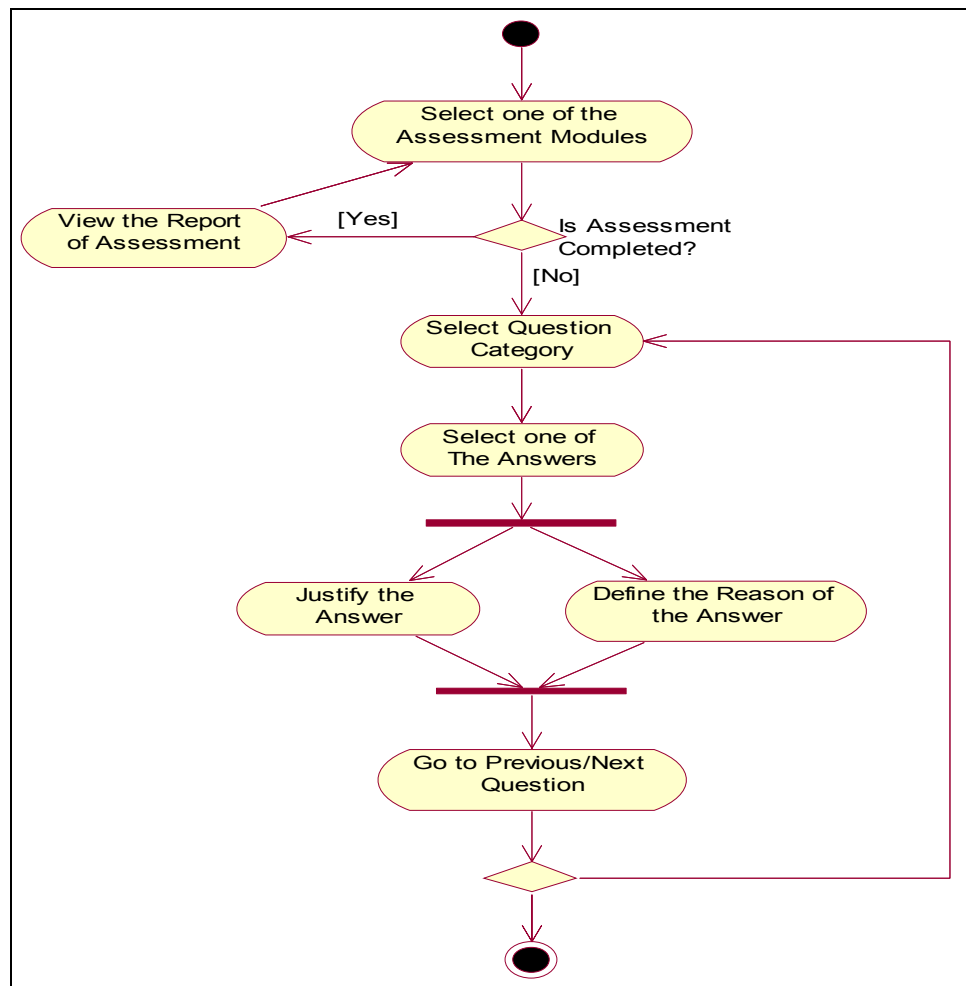 Select one of the
Assessment Modules
View the Report
of Assessment
[Yes]
Is Assessment
Completed?
[No]
Select Question
Category
Select one of
The Answers
Justify the
Answer
Define the Reason of
the Answer
Go to Previous/Next
Question